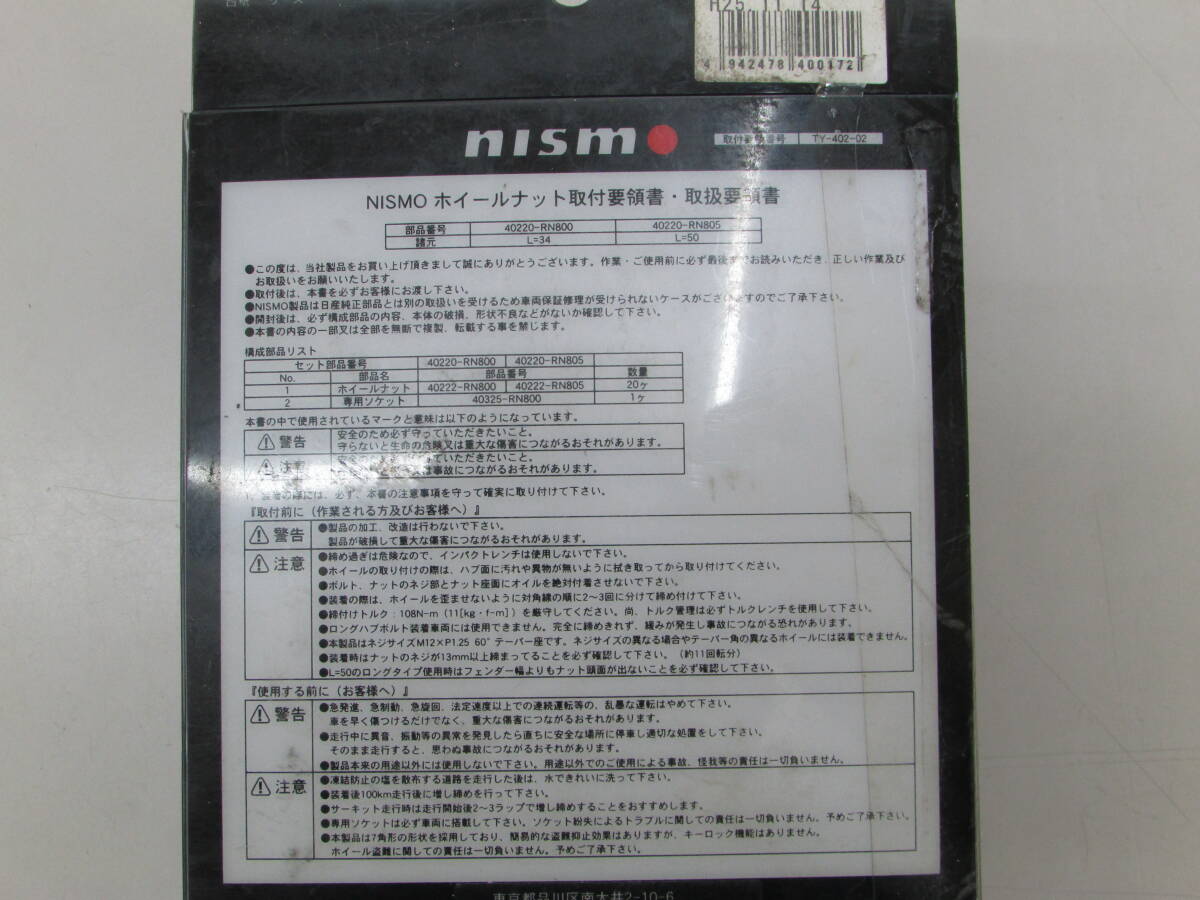 H25 11 14
4 942478 400172
nismo
取付要領書番号 TY-402-02
NISMO ホイールナット取付要領書・取扱要領書
部品番号 40220-RN800 40220-RN805
諸元 L=34 L=50
●この度は、当社製品をお買い上げ頂きまして誠にありがとうございます。作業・ご使用前に必ず最後までお読みいただき、正しい作業及び
お取扱いをお願いいたします。
●取付後は、本書を必ずお客様にお渡し下さい。
●NISMO製品は日産純正部品とは別の取扱いを受けるため車両保証修理が受けられないケースがございますのでご了承下さい。
●開封後は、必ず構成部品の内容、本体の破損、形状不良などがないか確認して下さい。
●本書の内容の一部又は全部を無断で複製、転載する事を禁じます。
構成部品リスト
セット部品番号 40220-RN800 40220-RN805
No. 部品名 部品番号 数量
1 ホイールナット 40222-RN800 40222-RN805 20ヶ
2 専用ソケット 40325-RN800 1ヶ
本書の中で使用されているマークと意味は以下のようになっています。
警告 安全のため必ず守っていただきたいこと。
守らないと生命の危険又は重大な傷害につながるおそれがあります。
注意 安全のため必ず守っていただきたいこと。
は事故につながるおそれがあります。
1. 装着の際には、必ず、本書の注意事項を守って確実に取り付けて下さい。
『取付前に（作業される方及びお客様へ）』
警告 ●製品の加工、改造は行わないで下さい。
製品が破損して重大な傷害につながるおそれがあります。
注意 ●締め過ぎは危険なので、インパクトレンチは使用しないで下さい。
●ホイールの取り付けの際は、ハブ面に汚れや異物が無いように拭き取ってから取り付けてください。
●ボルト、ナットのネジ部とナット座面にオイルを絶対付着させないで下さい。
●装着の際は、ホイールを歪ませないように対角線の順に2～3回に分けて締め付けて下さい。
●締付けトルク：108N-m（11[kg・f-m]）を厳守してください。尚、トルク管理は必ずトルクレンチを使用して下さい。
●ロングハブボルト装着車両には使用できません。完全に締めきれず、緩みが発生し事故につながる恐れがあります。
●本製品はネジサイズM12×P1.25 60°テーパー座です。ネジサイズの異なる場合やテーパー角の異なるホイールには装着できません。
●装着時はナットのネジが13mm以上締まってることを必ず確認して下さい。（約11回転分）
●L=50のロングタイプ使用時はフェンダー幅よりもナット頭面が出ないことを必ず確認して下さい。
『使用する前に（お客様へ）』
警告 ●急発進、急制動、急旋回、法定速度以上での連続運転等の、乱暴な運転はやめて下さい。
車を早く傷つけるだけでなく、重大な傷害につながるおそれがあります。
●走行中に異音、振動等の異常を発見したら直ちに安全な場所に停車し適切な処置をして下さい。
そのまま走行すると、思わぬ事故につながるおそれがあります。
●製品本来の用途以外には使用しないで下さい。用途以外でのご使用による事故、怪我等の責任は一切負いません。
注意 ●凍結防止の塩を散布する道路を走行した後は、水できれいに洗って下さい。
●装着後100km走行後に増し締めを行って下さい。
●サーキット走行時は走行開始後2～3ラップで増し締めすることをおすすめします。
●専用ソケットは必ず車両に搭載して下さい。ソケット紛失によるトラブルに関しての責任は一切負いません。予めご了承下さい。
●本製品は7角形の形状を採用しており、簡易的な盗難抑止効果はありますが、キーロック機能はありません。
ホイール盗難に関しての責任は一切負いません。予めご了承下さい。
東京都品川区南大井2-10-6